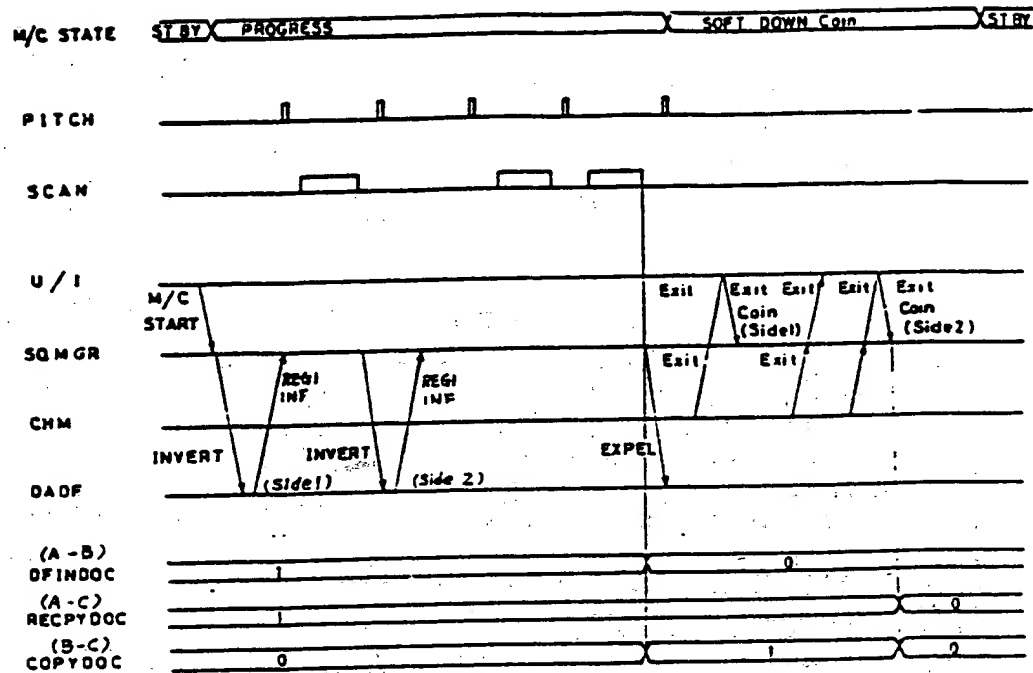 M/C STATE ST BY PROGRESS SOFT DOWN Coin ST BY
PITCH
SCAN
U / I
M/C
START
Exit Exit Exit Exit Exit
Coin
(Side1)
Coin
(Side2)
SQMGR
REGI
INF
REGI
INF
Exit Exit
CHM
INVERT INVERT EXPEL
(Side1) (Side 2)
DADF
(A-B)
DFINDOC 1 0
(A-C)
RECPYDOC 1 0
(B-C)
COPYDOC 0 1